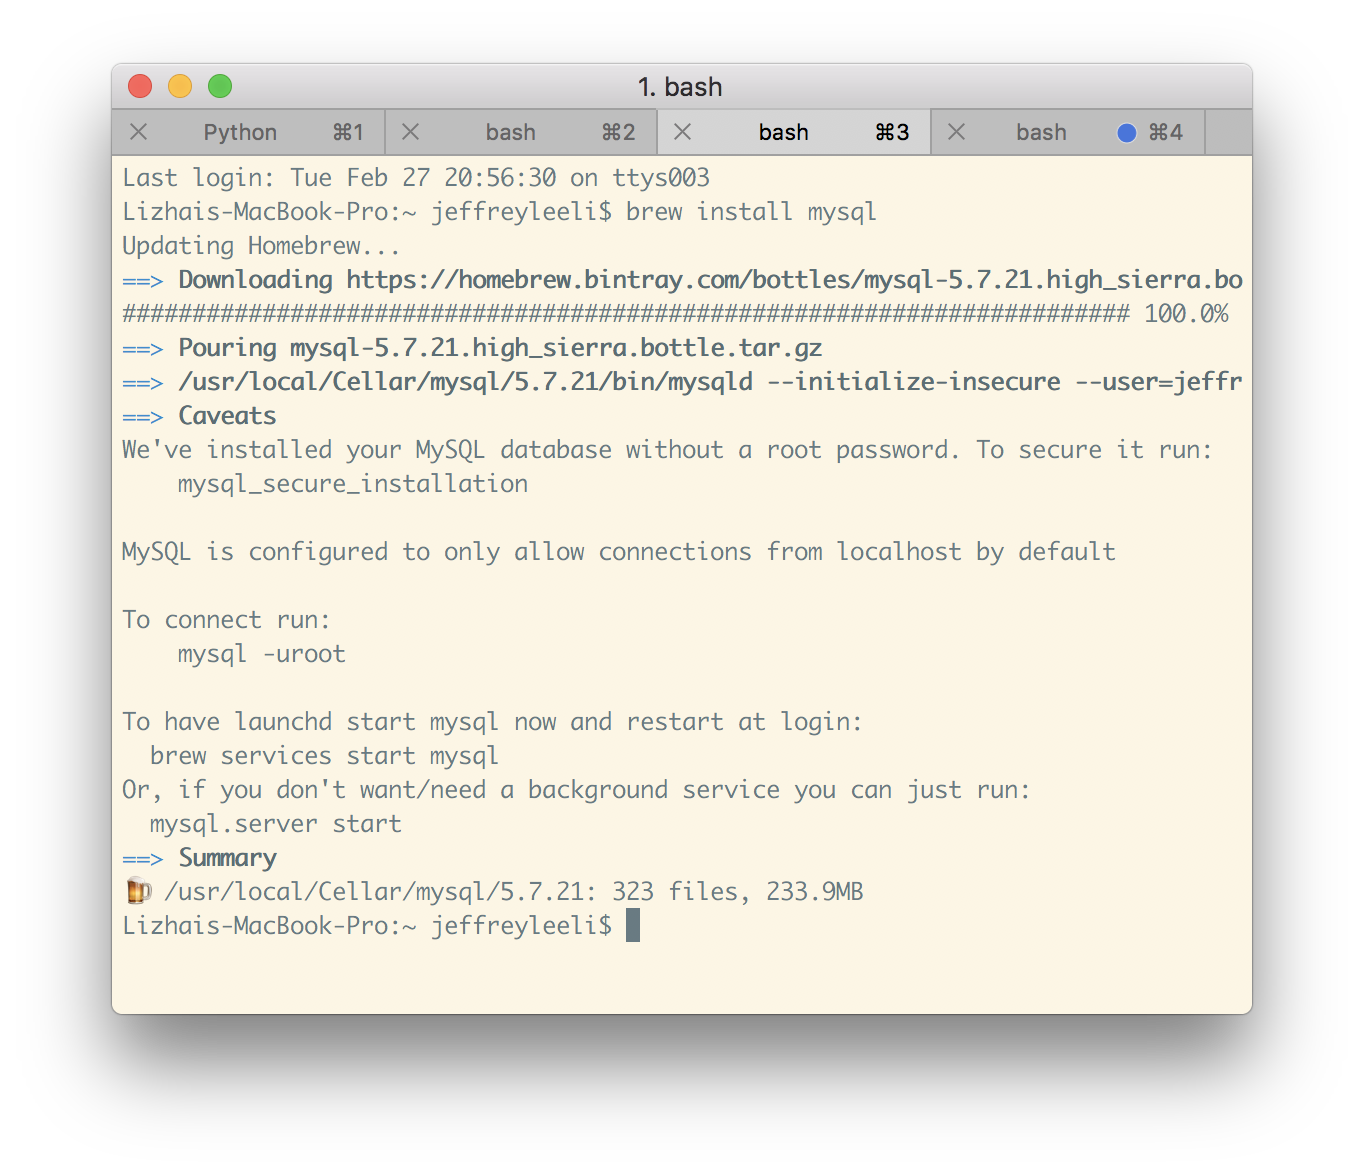 1. bash
Python ⌘1 bash ⌘2 bash ⌘3 bash ⌘4
Last login: Tue Feb 27 20:56:30 on ttys003
Lizhais-MacBook-Pro:~ jeffreyleeli$ brew install mysql
Updating Homebrew...
==> Downloading https://homebrew.bintray.com/bottles/mysql-5.7.21.high_sierra.bo
######################################################################## 100.0%
==> Pouring mysql-5.7.21.high_sierra.bottle.tar.gz
==> /usr/local/Cellar/mysql/5.7.21/bin/mysqld --initialize-insecure --user=jeffr
==> Caveats
We've installed your MySQL database without a root password. To secure it run:
    mysql_secure_installation

MySQL is configured to only allow connections from localhost by default

To connect run:
    mysql -uroot

To have launchd start mysql now and restart at login:
  brew services start mysql
Or, if you don't want/need a background service you can just run:
  mysql.server start
==> Summary
🍺 /usr/local/Cellar/mysql/5.7.21: 323 files, 233.9MB
Lizhais-MacBook-Pro:~ jeffreyleeli$